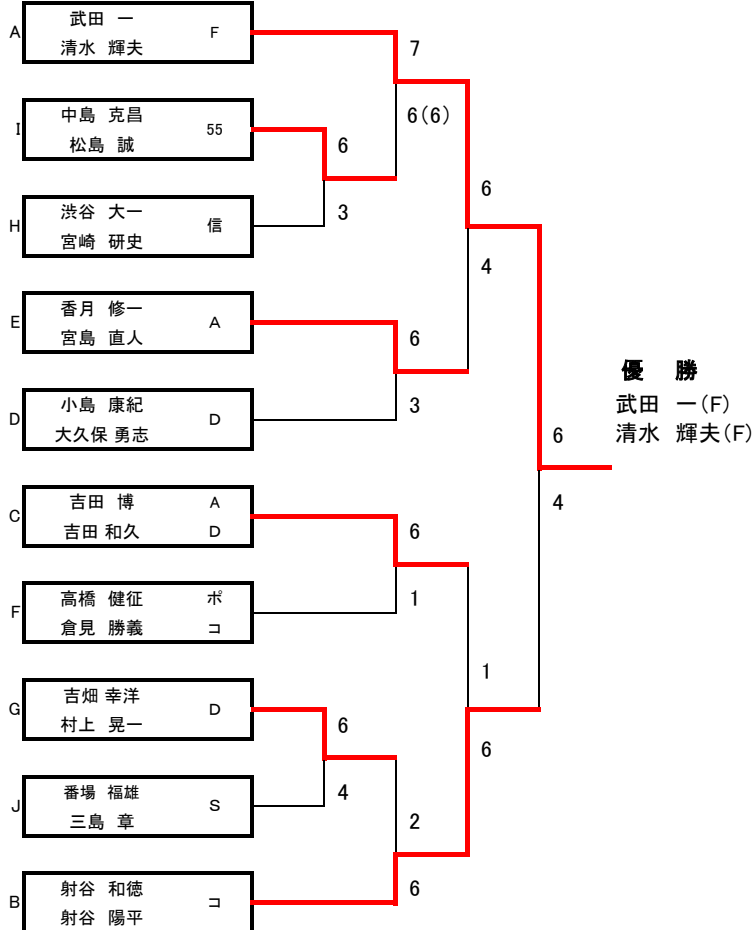 A
武田 一 F
清水 輝夫
7
6(6)
I
中島 克昌 55
松島 誠
6
3
H
渋谷 大一 信
宮崎 研史
6
4
E
香月 修一 A
宮島 直人
6
3
D
小島 康紀 D
大久保 勇志
優 勝
武田 一(F)
清水 輝夫(F)
6
4
C
吉田 博 A
吉田 和久 D
6
1
F
高橋 健征 ポ
倉見 勝義 コ
1
6
G
吉畑 幸洋 D
村上 晃一
6
4
J
番場 福雄 S
三島 章
2
6
B
射谷 和徳 コ
射谷 陽平